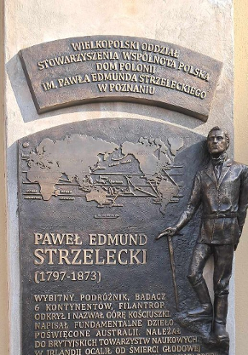 WIELKOPOLSKI ODDZIAŁ
STOWARZYSZENIA WSPÓLNOTA POLSKA
DOM POLONII
IM. PAWŁA EDMUNDA STRZELECKIEGO
W POZNANIU
PAWEŁ EDMUND
STRZELECKI
(1797-1873)
WYBITNY PODRÓŻNIK, BADACZ
6 KONTYNENTÓW, FILANTROP.
ODKRYŁ I NAZWAŁ GÓRĘ KOŚCIUSZKI.
NAPISAŁ FUNDAMENTALNE DZIEŁO
POŚWIĘCONE AUSTRALII. NALEŻAŁ
DO BRYTYJSKICH TOWARZYSTW NAUKOWYCH.
W IRLANDII OCALIŁ OD ŚMIERCI GŁODOWEJ